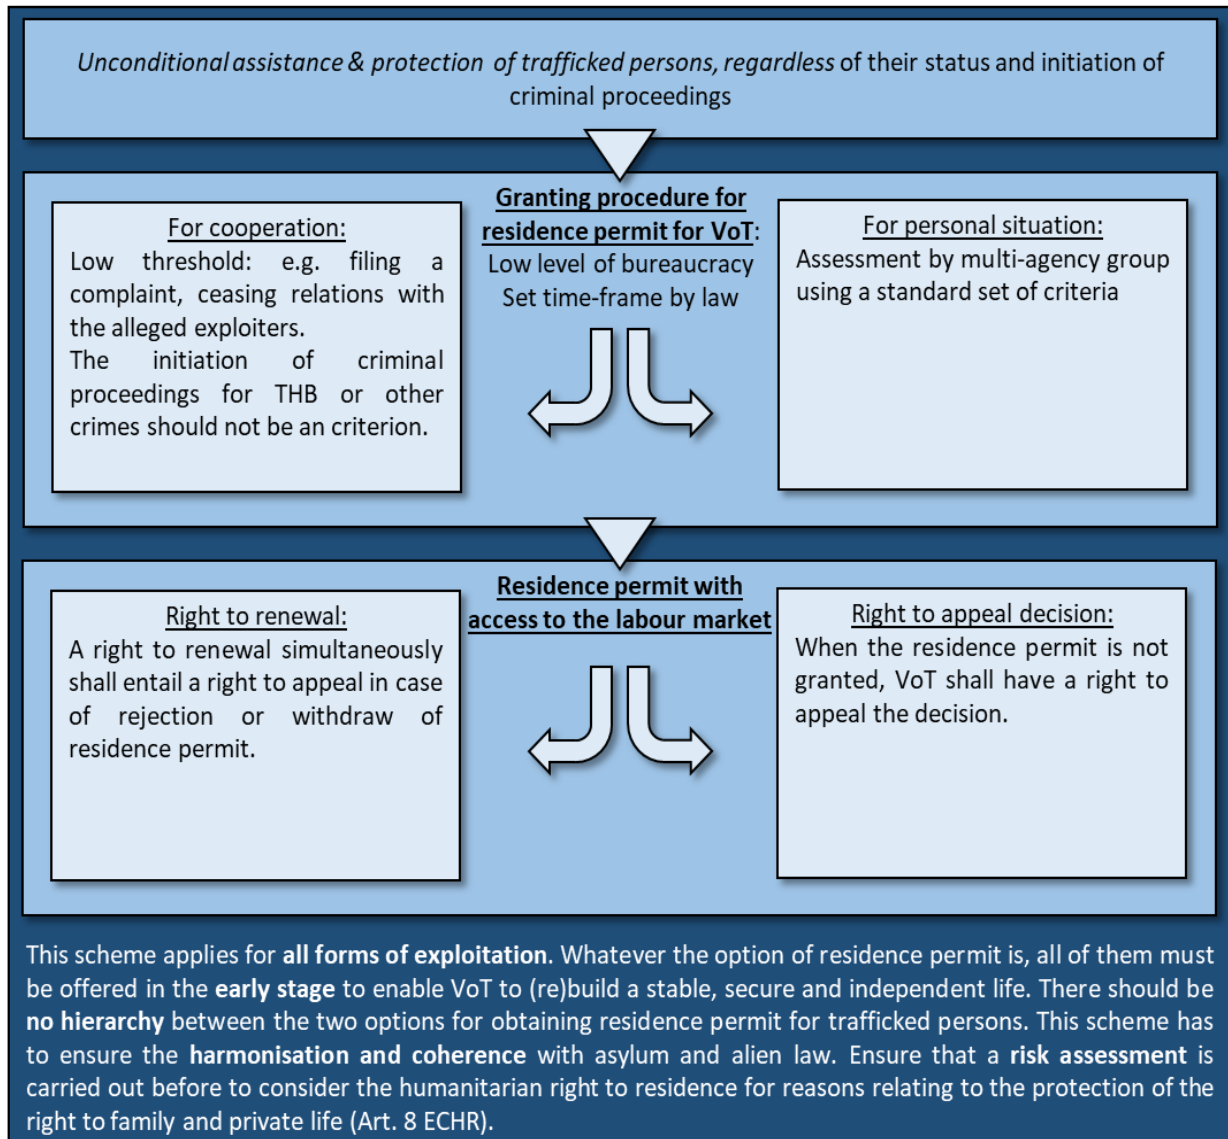 Unconditional assistance & protection of trafficked persons, regardless of their status and initiation of
criminal proceedings
Granting procedure for
residence permit for VoT:
Low level of bureaucracy
Set time-frame by law
For cooperation:
Low threshold: e.g. filing a
complaint, ceasing relations with
the alleged exploiters.
The initiation of criminal
proceedings for THB or other
crimes should not be an criterion.
For personal situation:
Assessment by multi-agency group
using a standard set of criteria
Residence permit with
access to the labour market
Right to renewal:
A right to renewal simultaneously
shall entail a right to appeal in case
of rejection or withdraw of
residence permit.
Right to appeal decision:
When the residence permit is not
granted, VoT shall have a right to
appeal the decision.
This scheme applies for all forms of exploitation. Whatever the option of residence permit is, all of them must
be offered in the early stage to enable VoT to (re)build a stable, secure and independent life. There should be
no hierarchy between the two options for obtaining residence permit for trafficked persons. This scheme has
to ensure the harmonisation and coherence with asylum and alien law. Ensure that a risk assessment is
carried out before to consider the humanitarian right to residence for reasons relating to the protection of the
right to family and private life (Art. 8 ECHR).